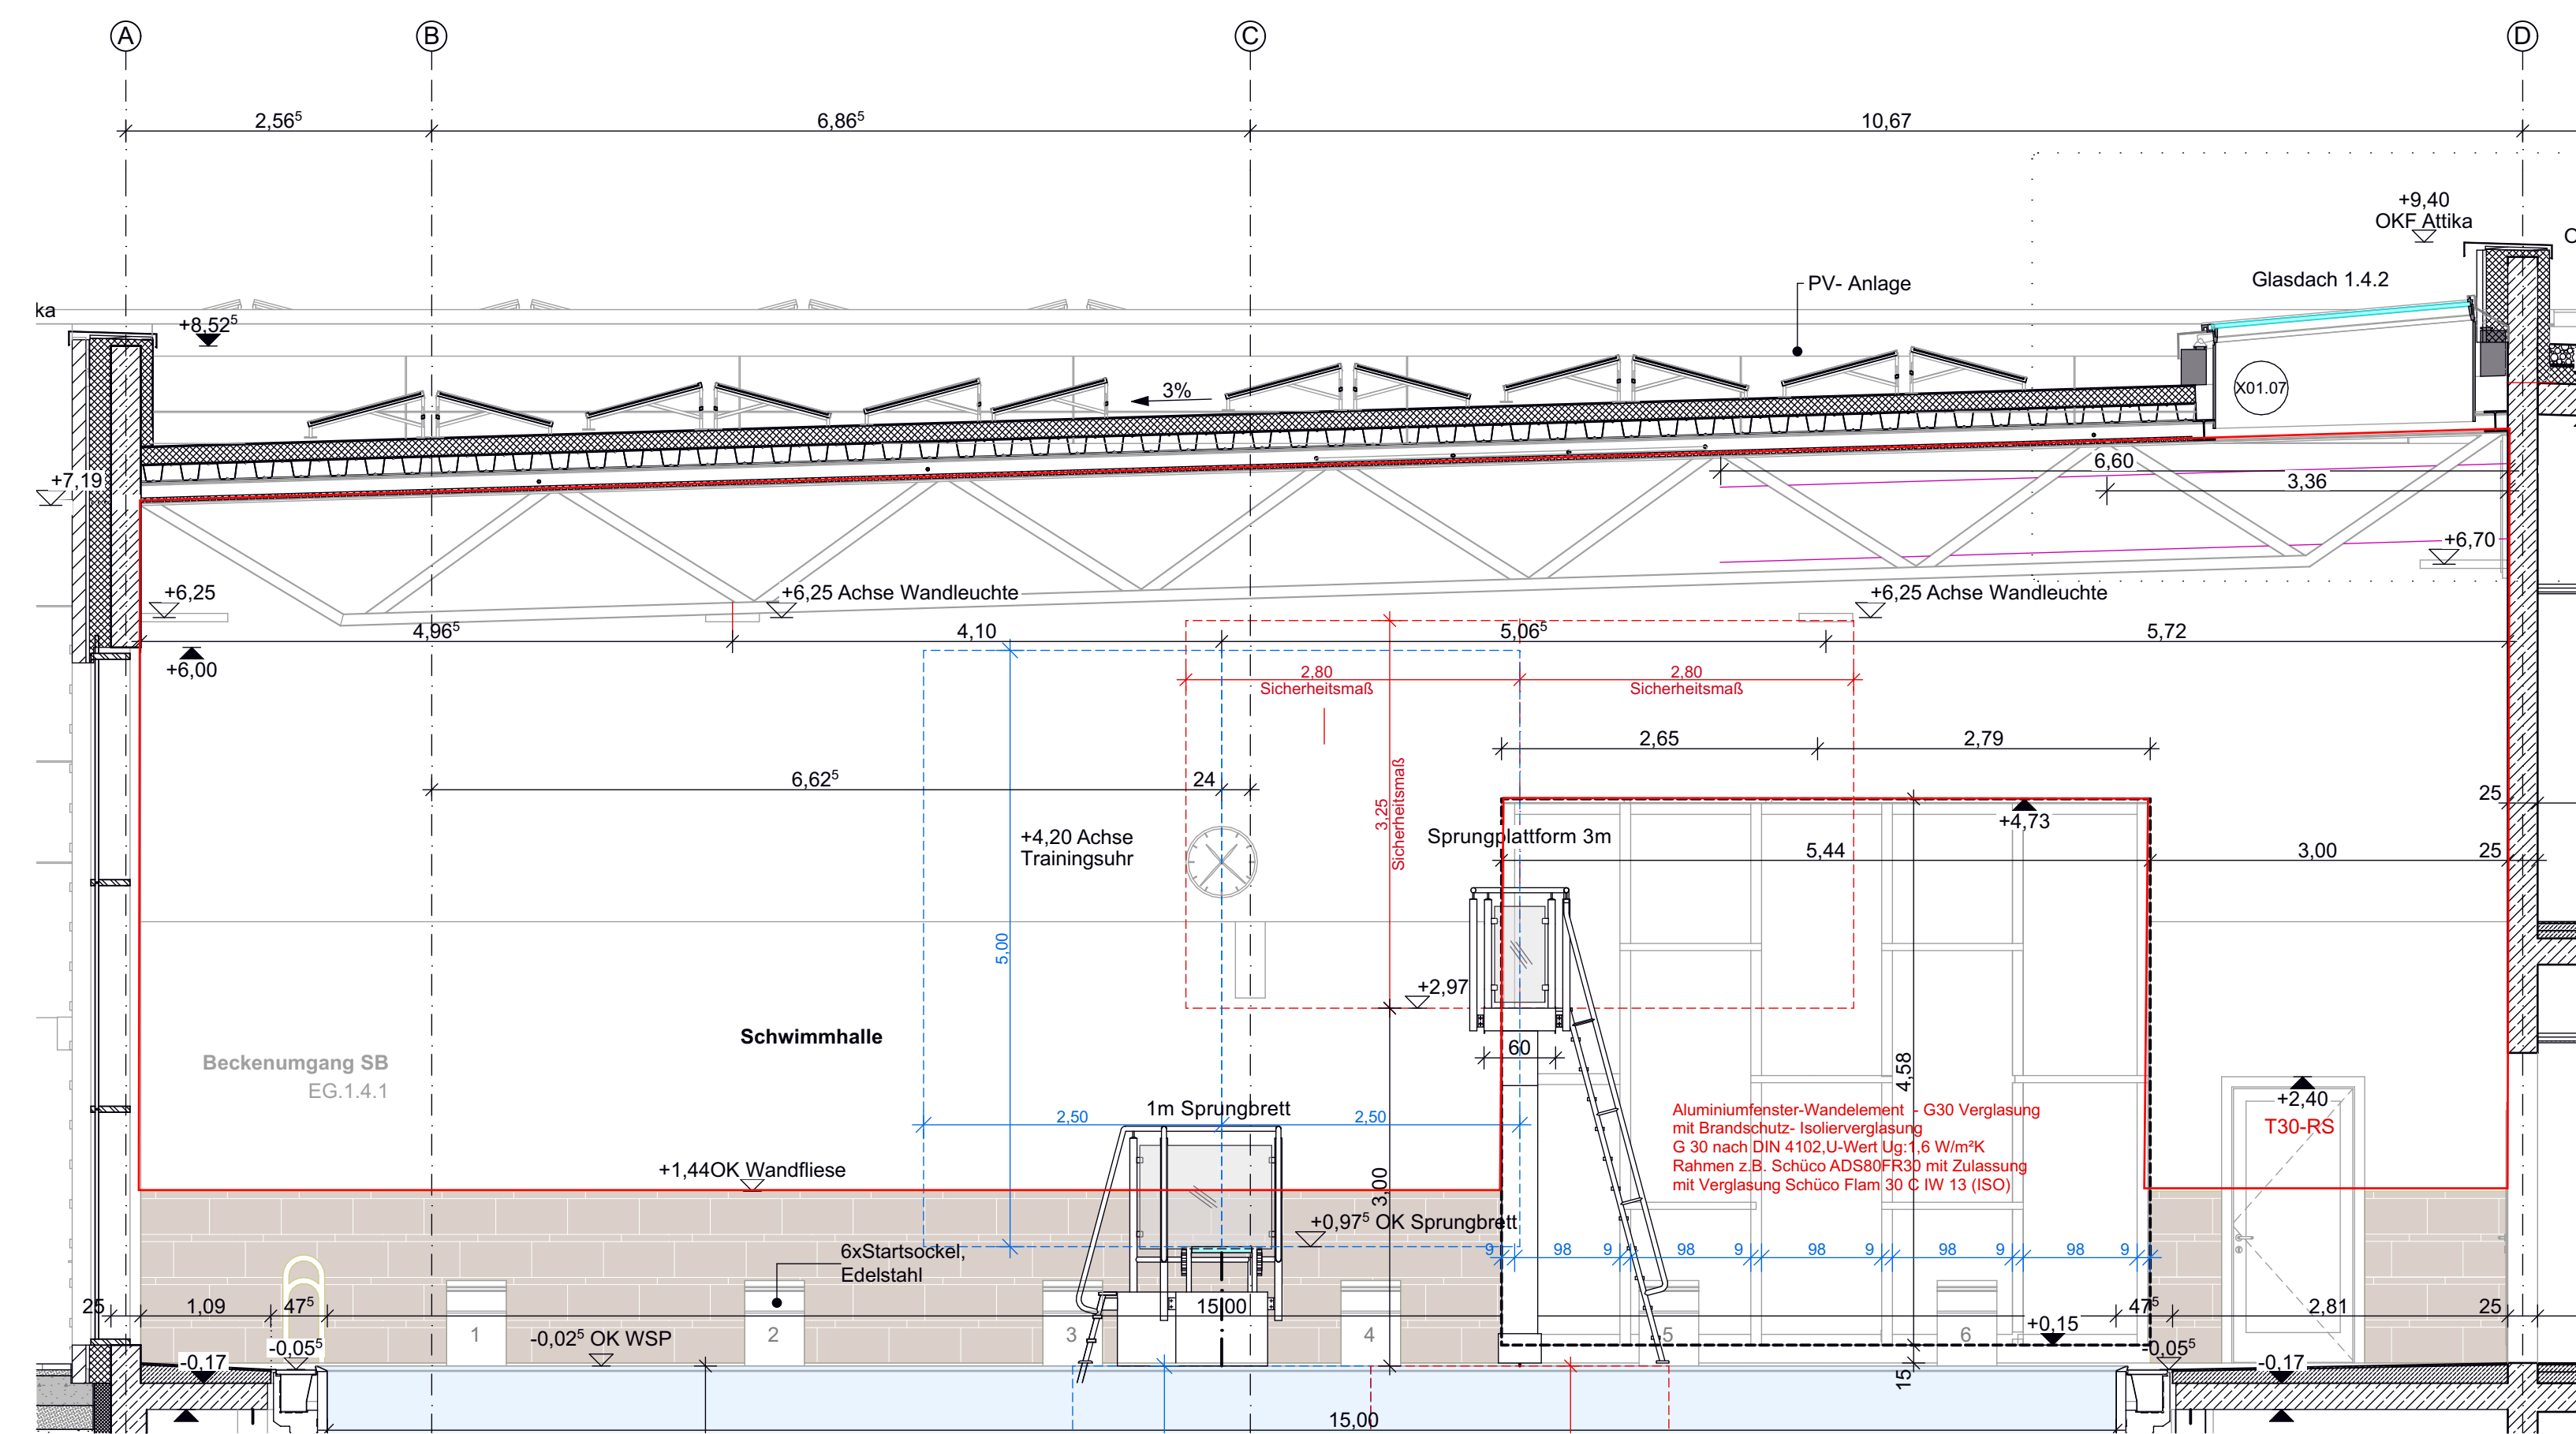 A B C D
2,56⁵ 6,86⁵ 10,67
+9,40
OKF Attika
Glasdach 1.4.2
PV- Anlage
ka
+8,52⁵
3%
X01.07
+7,19
6,60
3,36
+6,70
+6,25
+6,25 Achse Wandleuchte
+6,25 Achse Wandleuchte
4,96⁵ 4,10 5,06⁵ 5,72
+6,00
2,80 2,80
Sicherheitsmaß Sicherheitsmaß
2,65 2,79
6,62⁵ 24
25
3,25
Sicherheitsmaß
+4,73
+4,20 Achse
Trainingsuhr
Sprungplattform 3m
5,44 3,00 25
5,00
+2,97
Schwimmhalle
60
Beckenumgang SB
EG.1.4.1
4,58
1m Sprungbrett
2,50 2,50
+2,40
T30-RS
Aluminiumfenster-Wandelement - G30 Verglasung
mit Brandschutz- Isolierverglasung
G 30 nach DIN 4102,U-Wert Ug:1,6 W/m²K
Rahmen z.B. Schüco ADS80FR30 mit Zulassung
mit Verglasung Schüco Flam 30 C IW 13 (ISO)
+1,44OK Wandfliese
3,00
+0,97⁵ OK Sprungbrett
6xStartsockel,
Edelstahl
9 98 9 98 9 98 9 98 9 98 9
25 1,09 47⁵ 15,00 47⁵ 2,81 25
+0,15
1 2 3 4 5 6
-0,02⁵ OK WSP
-0,05⁵
-0,05⁵
-0,17
-0,17
15
15,00